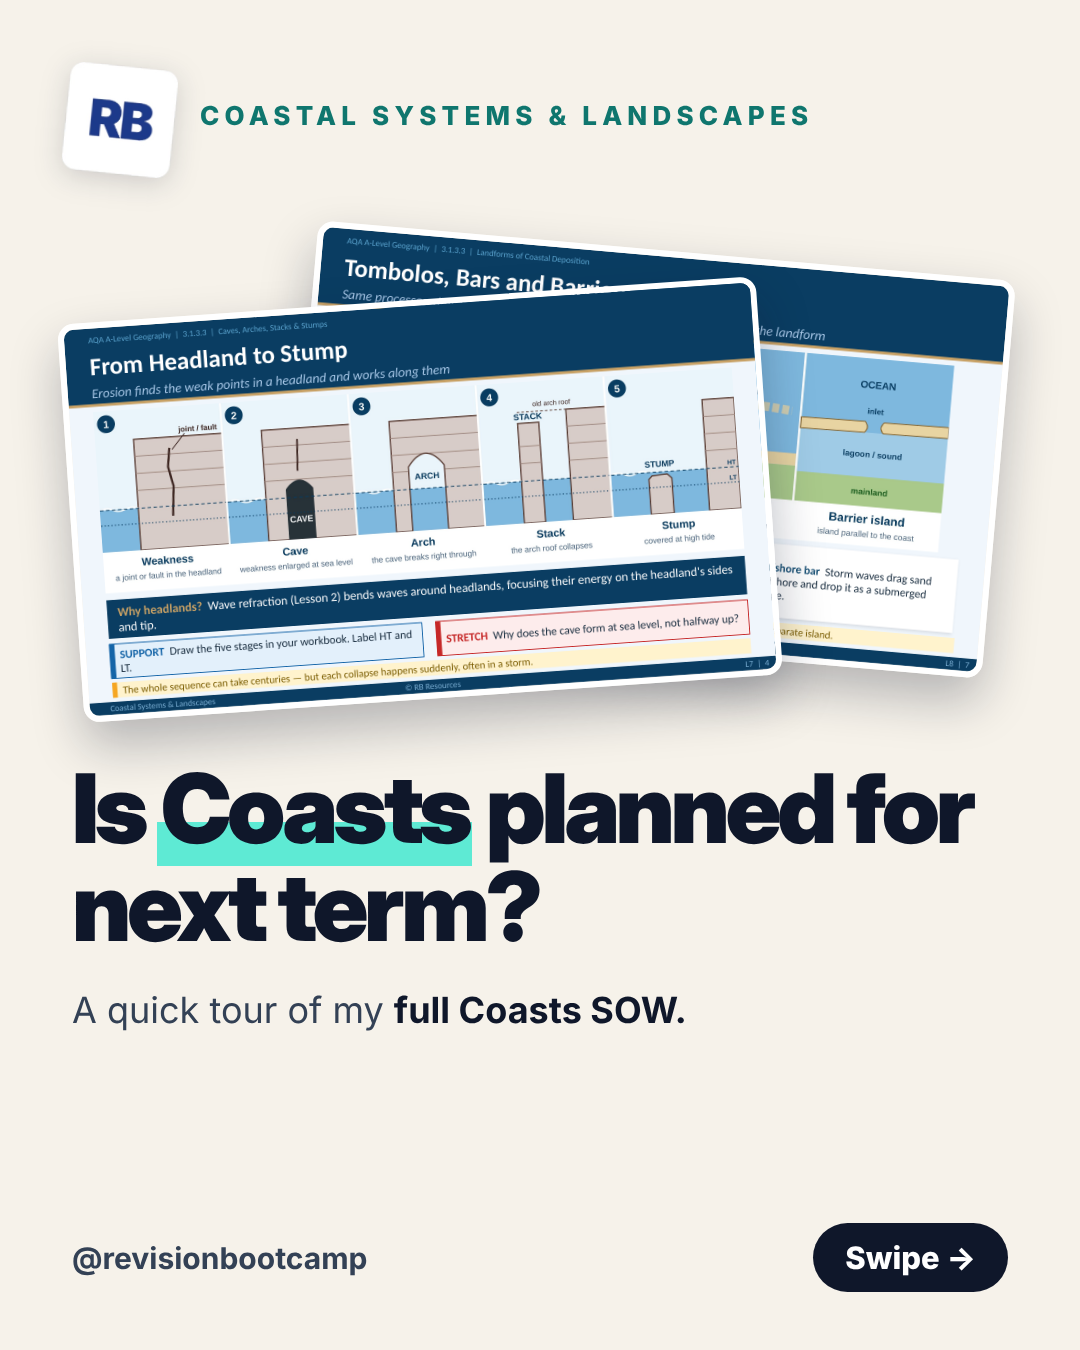 RB
COASTAL SYSTEMS & LANDSCAPES
AQA A-Level Geography | 3.1.3.3 | Landforms of Coastal Deposition
Tombolos, Bars and
Same
he landform
OCEAN
inlet
lagoon / sound
mainland
Barrier island
island parallel to the coast
shore bar Storm waves drag sand
hore and drop it as a submerged
e.
arate island.
L8 | 7
AQA A-Level Geography | 3.1.3.3 | Caves, Arches, Stacks & Stumps
From Headland to Stump
Erosion finds the weak points in a headland and works along them
1
joint / fault
Weakness
a joint or fault in the headland
2
CAVE
Cave
weakness enlarged at sea level
3
ARCH
Arch
the cave breaks right through
4
old arch roof
STACK
Stack
the arch roof collapses
5
STUMP
HT
LT
Stump
covered at high tide
Why headlands? Wave refraction (Lesson 2) bends waves around headlands, focusing their energy on the headland's sides
and tip.
SUPPORT Draw the five stages in your workbook. Label HT and
LT.
STRETCH Why does the cave form at sea level, not halfway up?
The whole sequence can take centuries — but each collapse happens suddenly, often in a storm.
Coastal Systems & Landscapes
© RB Resources
L7 | 4
Is Coasts planned for
next term?
A quick tour of my full Coasts SOW.
@revisionbootcamp
Swipe →